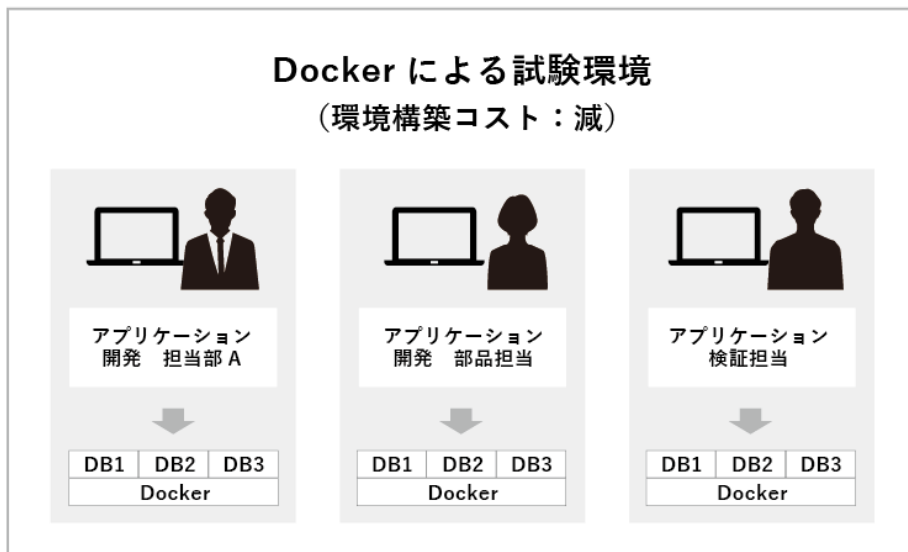 Docker による試験環境
（環境構築コスト：減）
アプリケーション
開発　担当部 A
アプリケーション
開発　部品担当
アプリケーション
検証担当
DB1 DB2 DB3
Docker
DB1 DB2 DB3
Docker
DB1 DB2 DB3
Docker